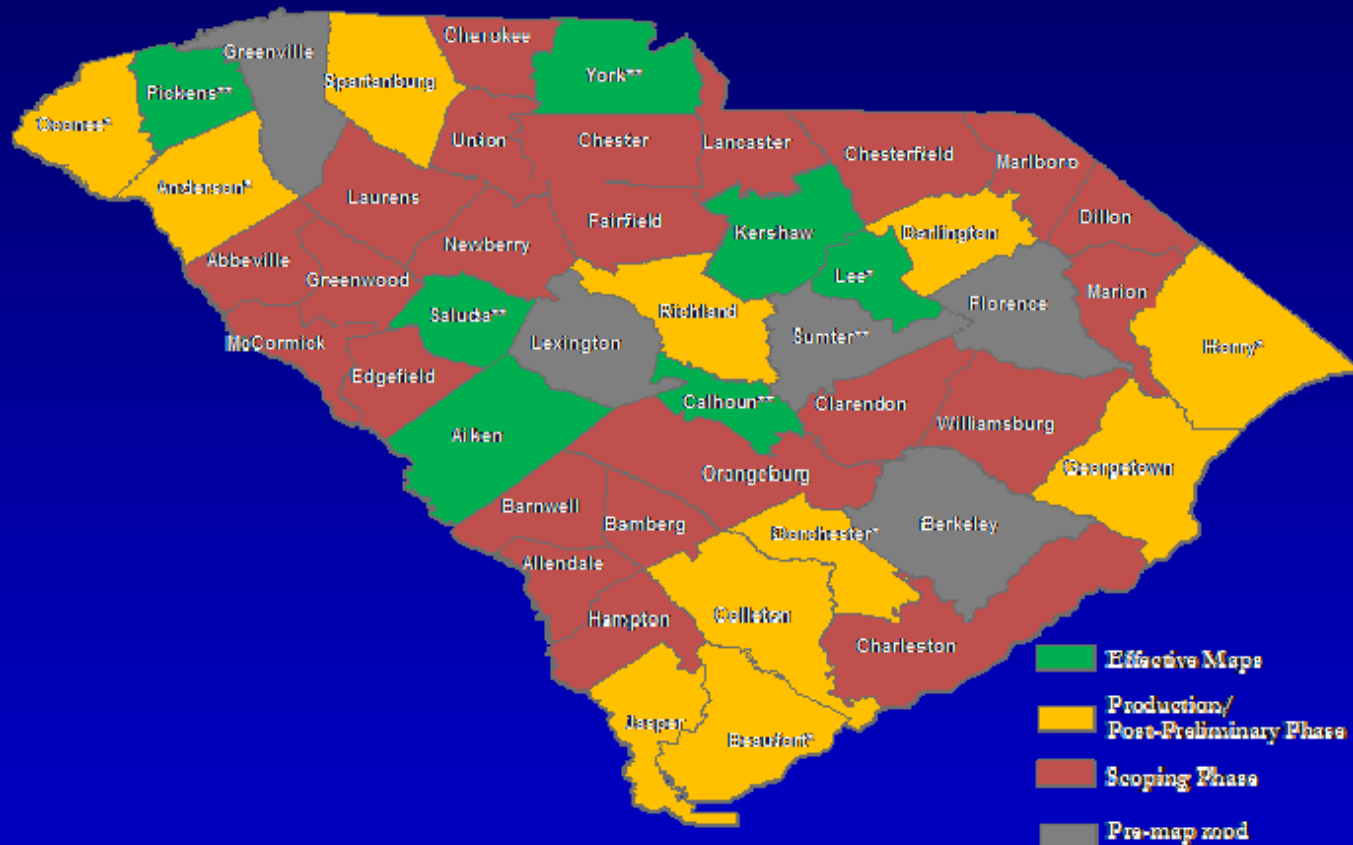 Cherokee
Greenville
York**
Spartanburg
Pickens**
Oconee*
Union
Chester
Lancaster
Chesterfield
Marlboro
Anderson*
Laurens
Dillon
Fairfield
Kershaw
Darlington
Newberry
Abbeville
Greenwood
Lee*
Marion
Florence
Saluda**
Richland
Sumter**
McCormick
Lexington
Horry*
Edgefield
Calhoun**
Clarendon
Williamsburg
Aiken
Georgetown
Orangeburg
Barnwell
Bamberg
Dorchester*
Berkeley
Allendale
Hampton
Colleton
Charleston
Jasper
Beaufort*
Effective Maps
Production/
Post-Preliminary Phase
Scoping Phase
Pre-map mod